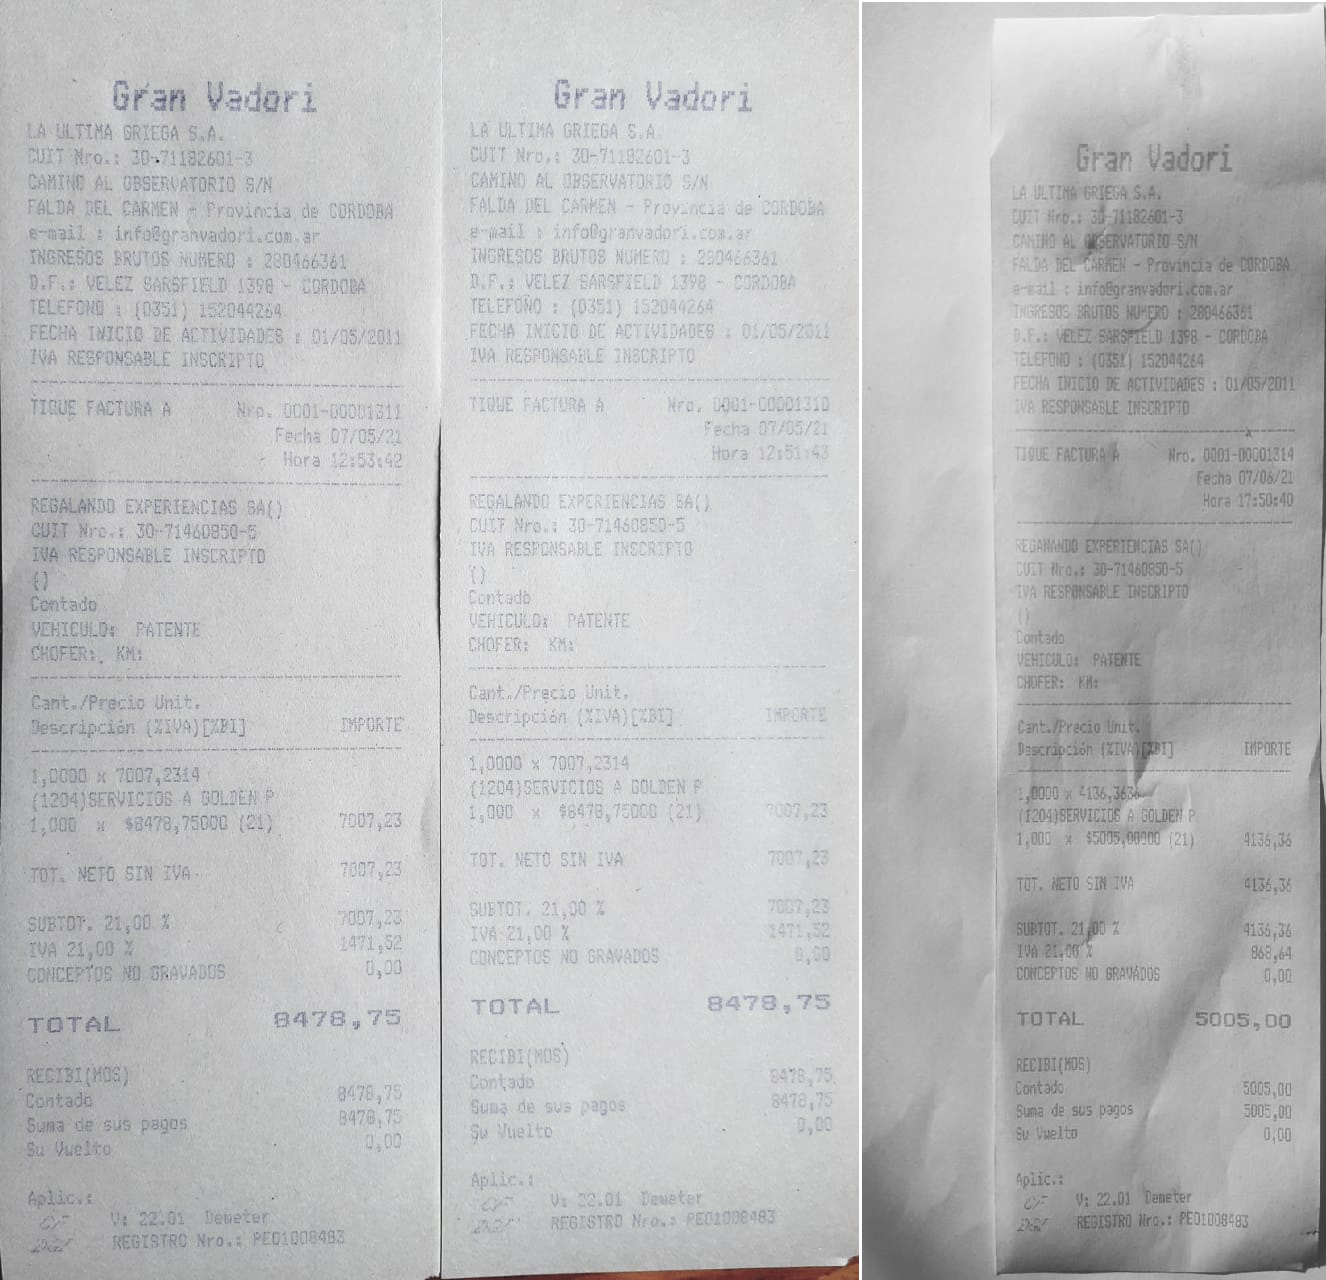 Gran Vadori
LA ULTIMA GRIEGA S.A.
CUIT Nro.: 30-71182601-3
CAMINO AL OBSERVATORIO S/N
FALDA DEL CARMEN - Provincia de CORDOBA
e-mail : info@granvadori.com.ar
INGRESOS BRUTOS NUMERO : 280466361
D.F.: VELEZ SARSFIELD 1398 - CORDOBA
TELEFONO : (0351) 152044264
FECHA INICIO DE ACTIVIDADES : 01/05/2011
IVA RESPONSABLE INSCRIPTO
TIQUE FACTURA A Nro. 0001-00001311
Fecha 07/05/21
Hora 12:53:42
REGALANDO EXPERIENCIAS SA()
CUIT Nro.: 30-71460850-5
IVA RESPONSABLE INSCRIPTO
()
Contado
VEHICULO: PATENTE
CHOFER: KM:
Cant./Precio Unit.
Descripción (%IVA)[%BI] IMPORTE
1,0000 x 7007,2314
(1204)SERVICIOS A GOLDEN P
1,000 x $8478,75000 (21) 7007,23
TOT. NETO SIN IVA 7007,23
SUBTOT. 21,00 % 7007,23
IVA 21,00 % 1471,52
CONCEPTOS NO GRAVADOS 0,00
TOTAL 8478,75
RECIBI(MOS)
Contado 8478,75
Suma de sus pagos 8478,75
Su Vuelto 0,00
Aplic.:
V: 22.01 Demeter
REGISTRO Nro.: PEO1008483
Gran Vadori
LA ULTIMA GRIEGA S.A.
CUIT Nro.: 30-71182601-3
CAMINO AL OBSERVATORIO S/N
FALDA DEL CARMEN - Provincia de CORDOBA
e-mail : info@granvadori.com.ar
INGRESOS BRUTOS NUMERO : 280466361
D.F.: VELEZ SARSFIELD 1398 - CORDOBA
TELEFONO : (0351) 152044264
FECHA INICIO DE ACTIVIDADES : 01/05/2011
IVA RESPONSABLE INSCRIPTO
TIQUE FACTURA A Nro. 0001-00001310
Fecha 07/05/21
Hora 12:51:43
REGALANDO EXPERIENCIAS SA()
CUIT Nro.: 30-71460850-5
IVA RESPONSABLE INSCRIPTO
()
Contado
VEHICULO: PATENTE
CHOFER: KM:
Cant./Precio Unit.
Descripción (%IVA)[%BI] IMPORTE
1,0000 x 7007,2314
(1204)SERVICIOS A GOLDEN P
1,000 x $8478,75000 (21) 7007,23
TOT. NETO SIN IVA 7007,23
SUBTOT. 21,00 % 7007,23
IVA 21,00 % 1471,52
CONCEPTOS NO GRAVADOS 0,00
TOTAL 8478,75
RECIBI(MOS)
Contado 8478,75
Suma de sus pagos 8478,75
Su Vuelto 0,00
Aplic.:
V: 22.01 Demeter
REGISTRO Nro.: PEO1008483
Gran Vadori
LA ULTIMA GRIEGA S.A.
CUIT Nro.: 30-71182601-3
CAMINO AL OBSERVATORIO S/N
FALDA DEL CARMEN - Provincia de CORDOBA
e-mail : info@granvadori.com.ar
INGRESOS BRUTOS NUMERO : 280466361
D.F.: VELEZ SARSFIELD 1398 - CORDOBA
TELEFONO : (0351) 152044264
FECHA INICIO DE ACTIVIDADES : 01/05/2011
IVA RESPONSABLE INSCRIPTO
TIQUE FACTURA A Nro. 0001-00001314
Fecha 07/06/21
Hora 17:50:40
REGANANDO EXPERIENCIAS SA()
CUIT Nro.: 30-71460850-5
IVA RESPONSABLE INSCRIPTO
()
Contado
VEHICULO: PATENTE
CHOFER: KM:
Cant./Precio Unit.
Descripción (%IVA)[%BI] IMPORTE
1,0000 x 4136,3636
(1204)SERVICIOS A GOLDEN P
1,000 x $5005,00000 (21) 4136,36
TOT. NETO SIN IVA 4136,36
SUBTOT. 21,00 % 4136,36
IVA 21,00 % 868,64
CONCEPTOS NO GRAVADOS 0,00
TOTAL 5005,00
RECIBI(MOS)
Contado 5005,00
Suma de sus pagos 5005,00
Su Vuelto 0,00
Aplic.:
V: 22.01 Demeter
REGISTRO Nro.: PEO1008483